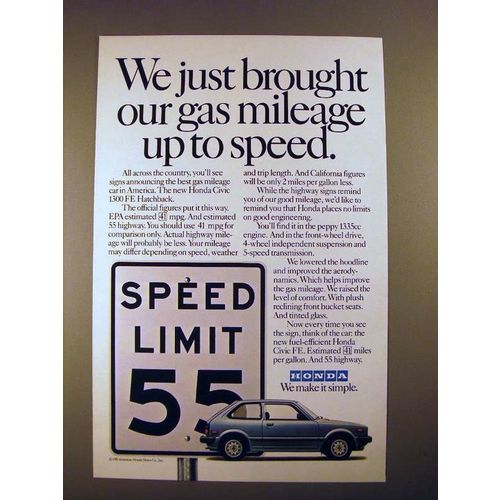 We just brought
our gas mileage
up to speed.
All across the country, you'll see
signs announcing the best gas mileage
car in America. The new Honda Civic
1300 FE Hatchback.
The official figures put it this way.
EPA estimated 41 mpg. And estimated
55 highway. You should use 41 mpg for
comparison only. Actual highway mile-
age will probably be less. Your mileage
may differ depending on speed, weather
and trip length. And California figures
will be only 2 miles per gallon less.
While the highway signs remind
you of our good mileage, we'd like to
remind you that Honda places no limits
on good engineering.
You'll find it in the peppy 1335cc
engine. And in the front-wheel drive,
4-wheel independent suspension and
5-speed transmission.
We lowered the hoodline
and improved the aerody-
namics. Which helps improve
the gas mileage. We raised the
level of comfort. With plush
reclining front bucket seats.
And tinted glass.
Now every time you see
the sign, think of the car: the
new fuel-efficient Honda
Civic FE. Estimated 41 miles
per gallon. And 55 highway.
HONDA
We make it simple.
SPEED
LIMIT
55
American Honda Motor Co., Inc.